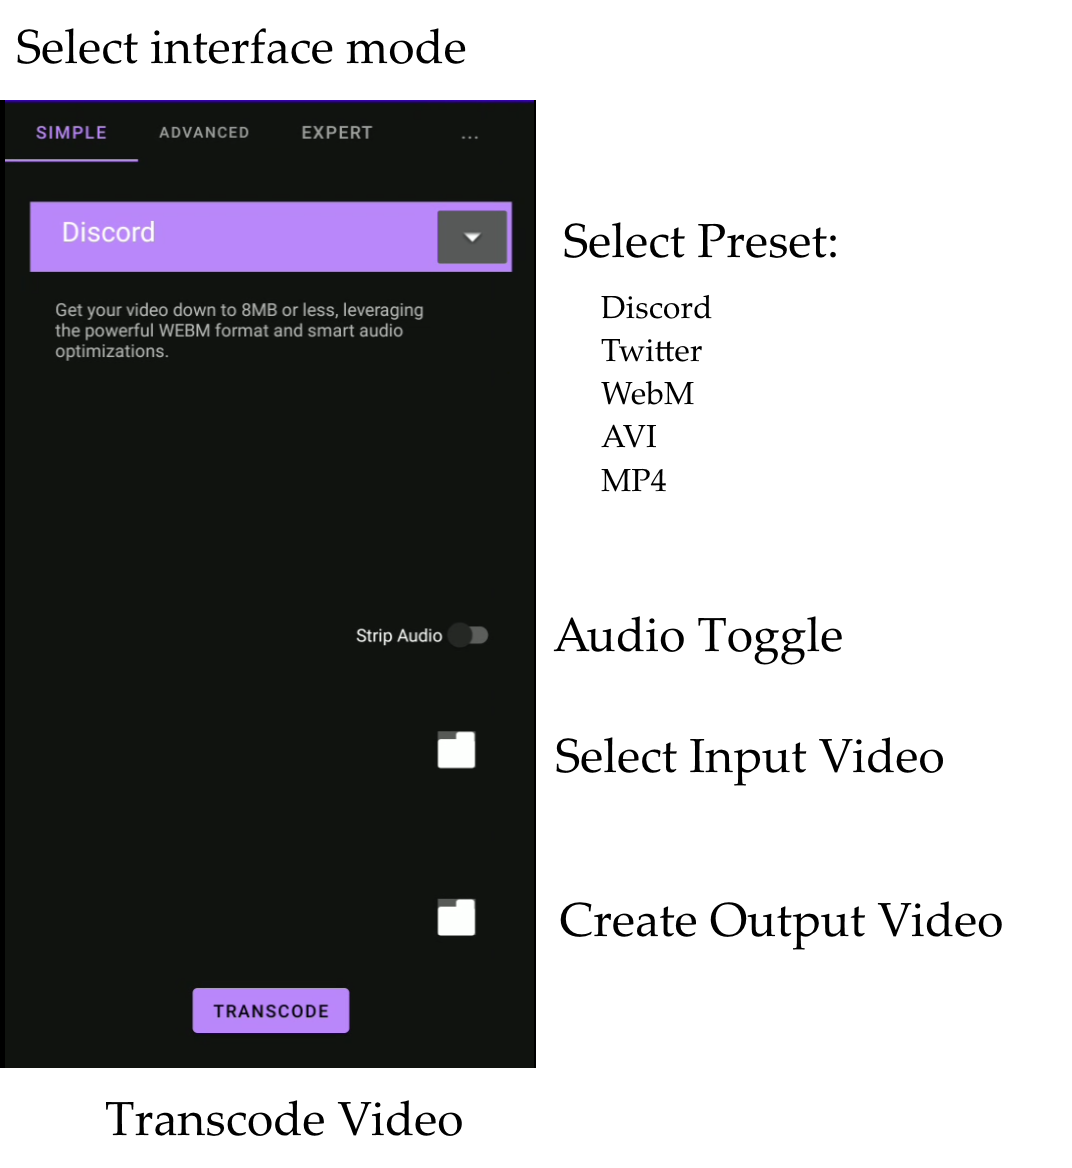 Select interface mode
SIMPLE ADVANCED EXPERT ...
Discord
Select Preset:
Get your video down to 8MB or less, leveraging
the powerful WEBM format and smart audio
optimizations.
Discord
Twitter
WebM
AVI
MP4
Strip Audio
Audio Toggle
Select Input Video
Create Output Video
TRANSCODE
Transcode Video